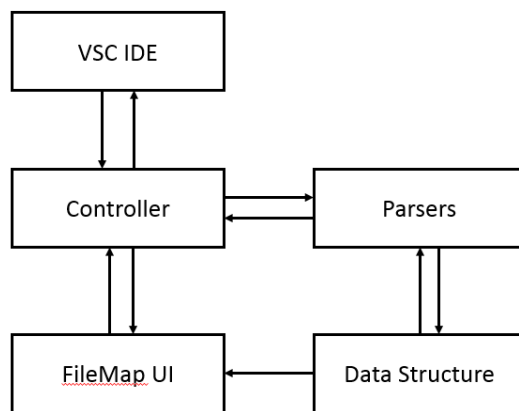 VSC IDE
Controller
Parsers
FileMap UI
Data Structure